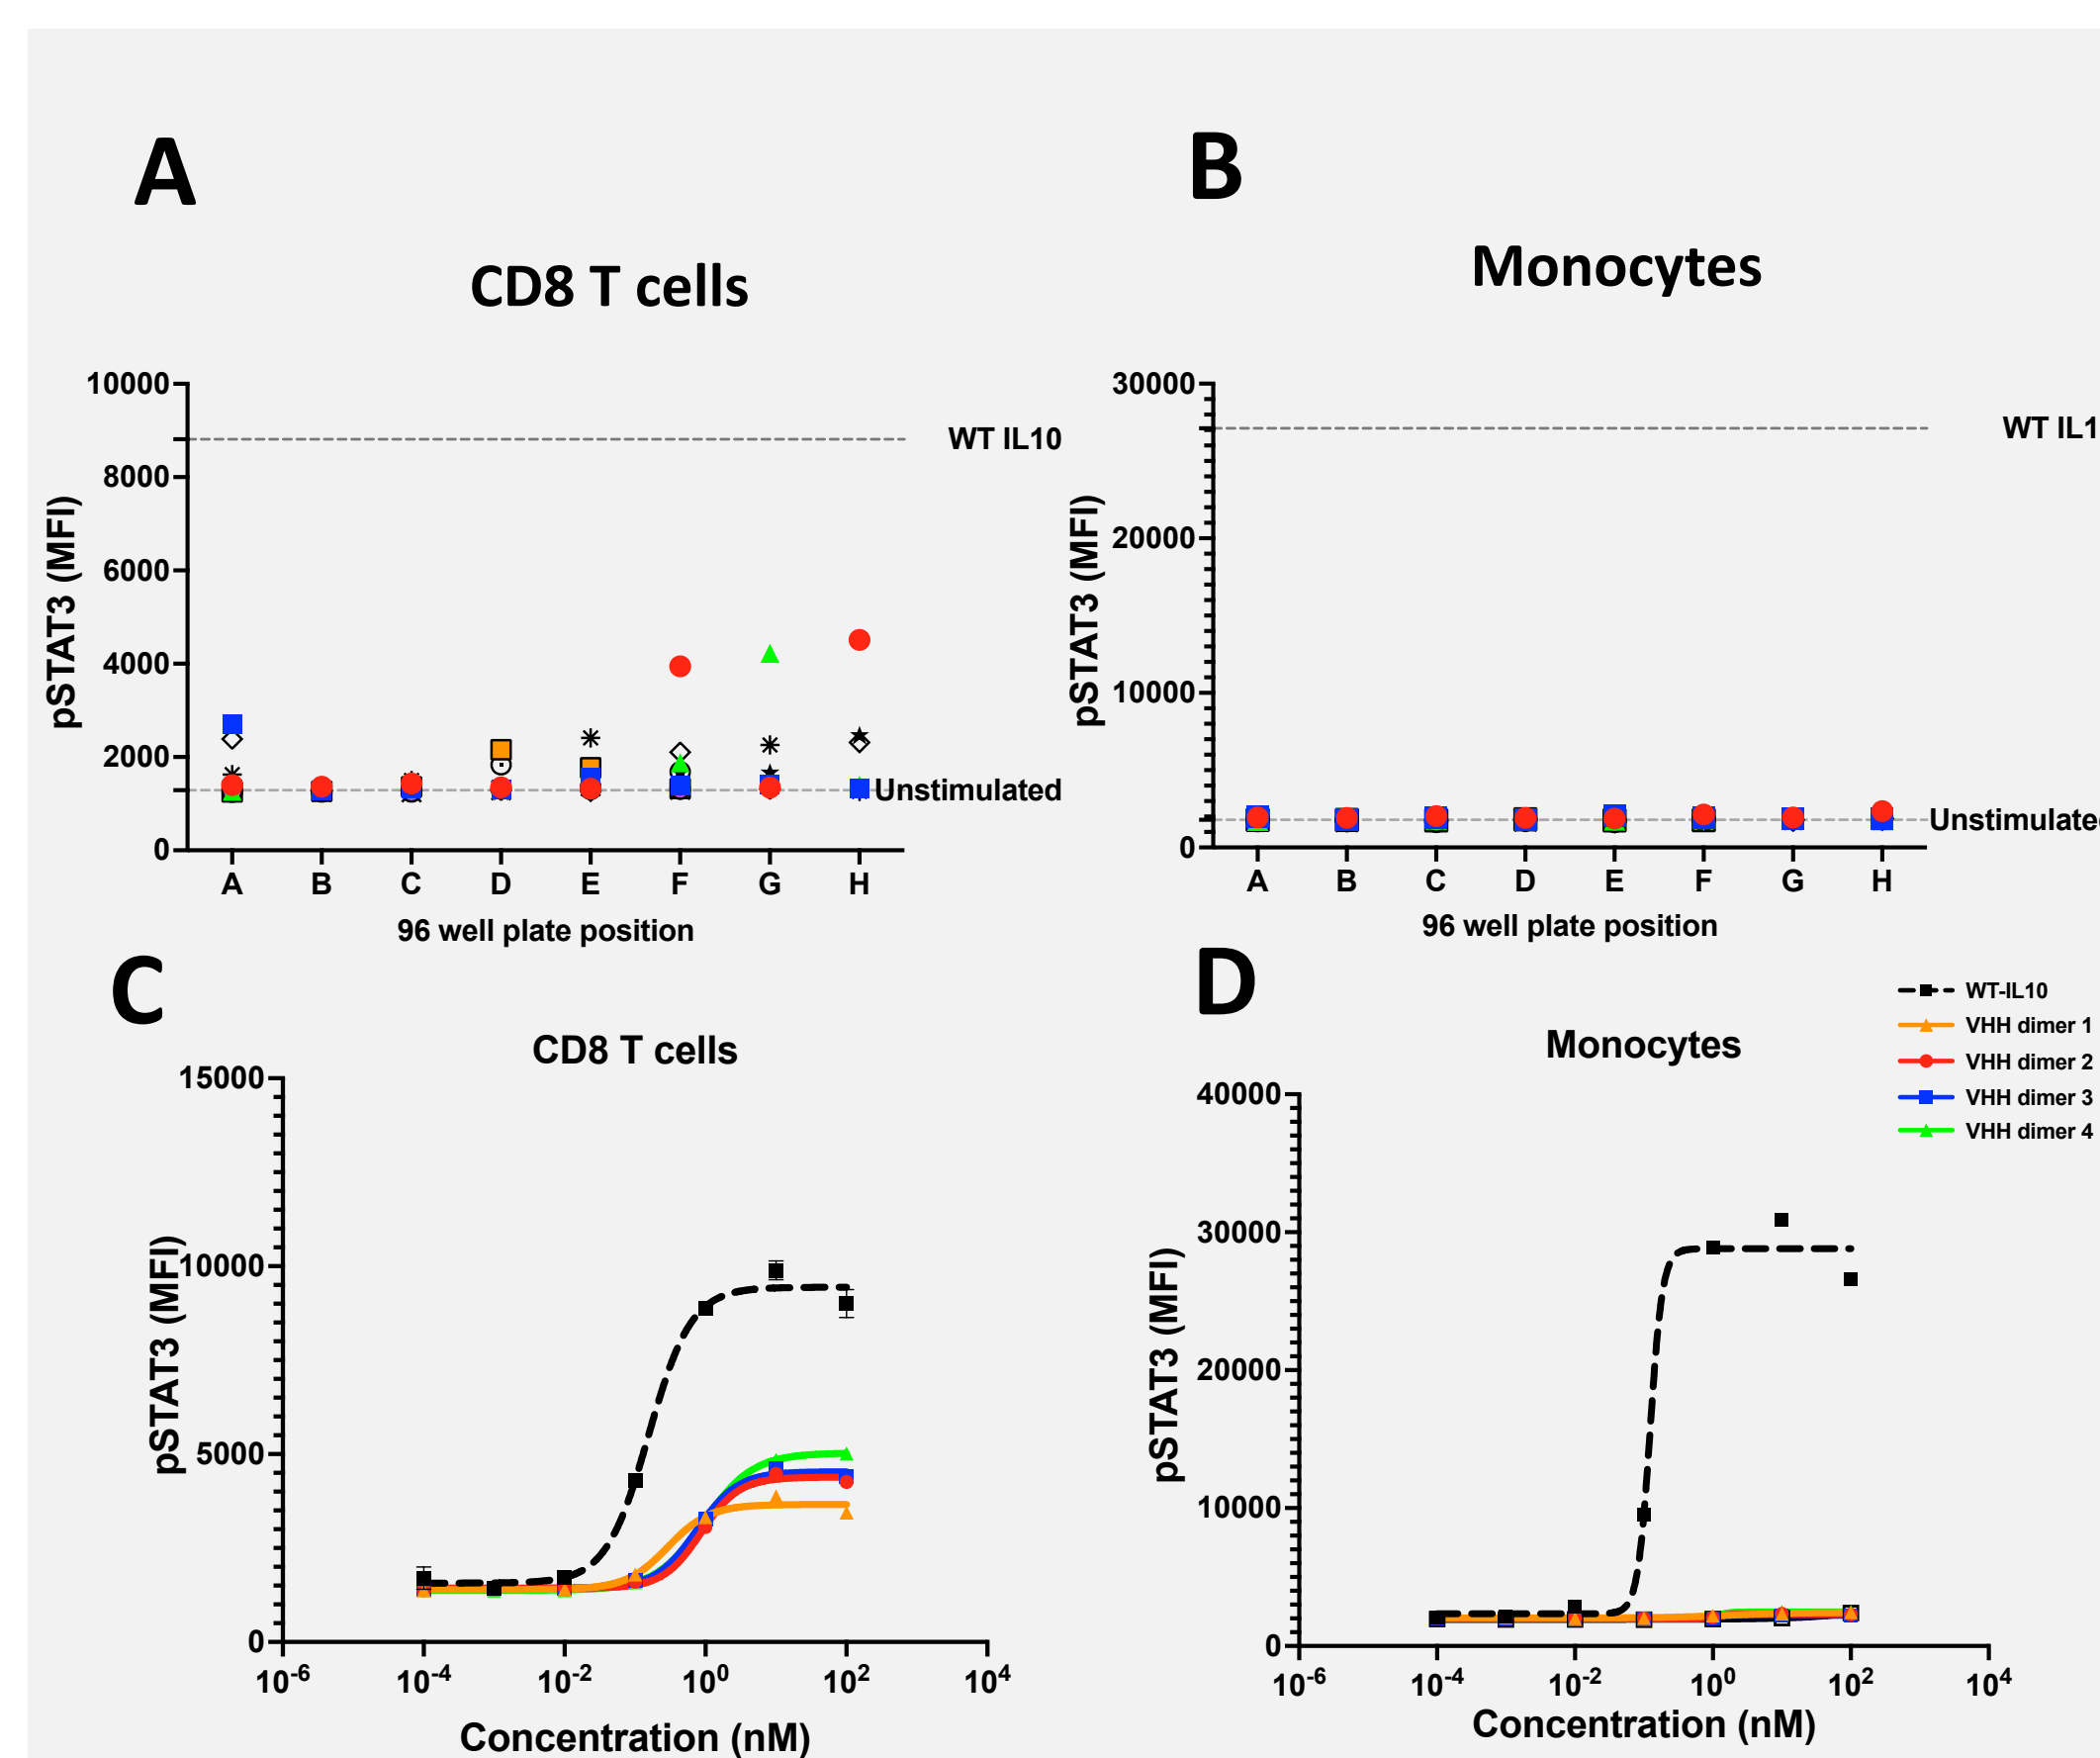 A
B
CD8 T cells
Monocytes
10000
8000
6000
4000
2000
0
pSTAT3 (MFI)
WT IL10
Unstimulated
A B C D E F G H
96 well plate position
30000
20000
10000
0
pSTAT3 (MFI)
WT IL1
Unstimulate
A B C D E F G H
96 well plate position
C
D
CD8 T cells
15000
10000
5000
0
pSTAT3 (MFI)
10-6 10-4 10-2 100 102 104
Concentration (nM)
Monocytes
WT-IL10
VHH dimer 1
VHH dimer 2
VHH dimer 3
VHH dimer 4
40000
30000
20000
10000
0
pSTAT3 (MFI)
10-6 10-4 10-2 100 102 104
Concentration (nM)